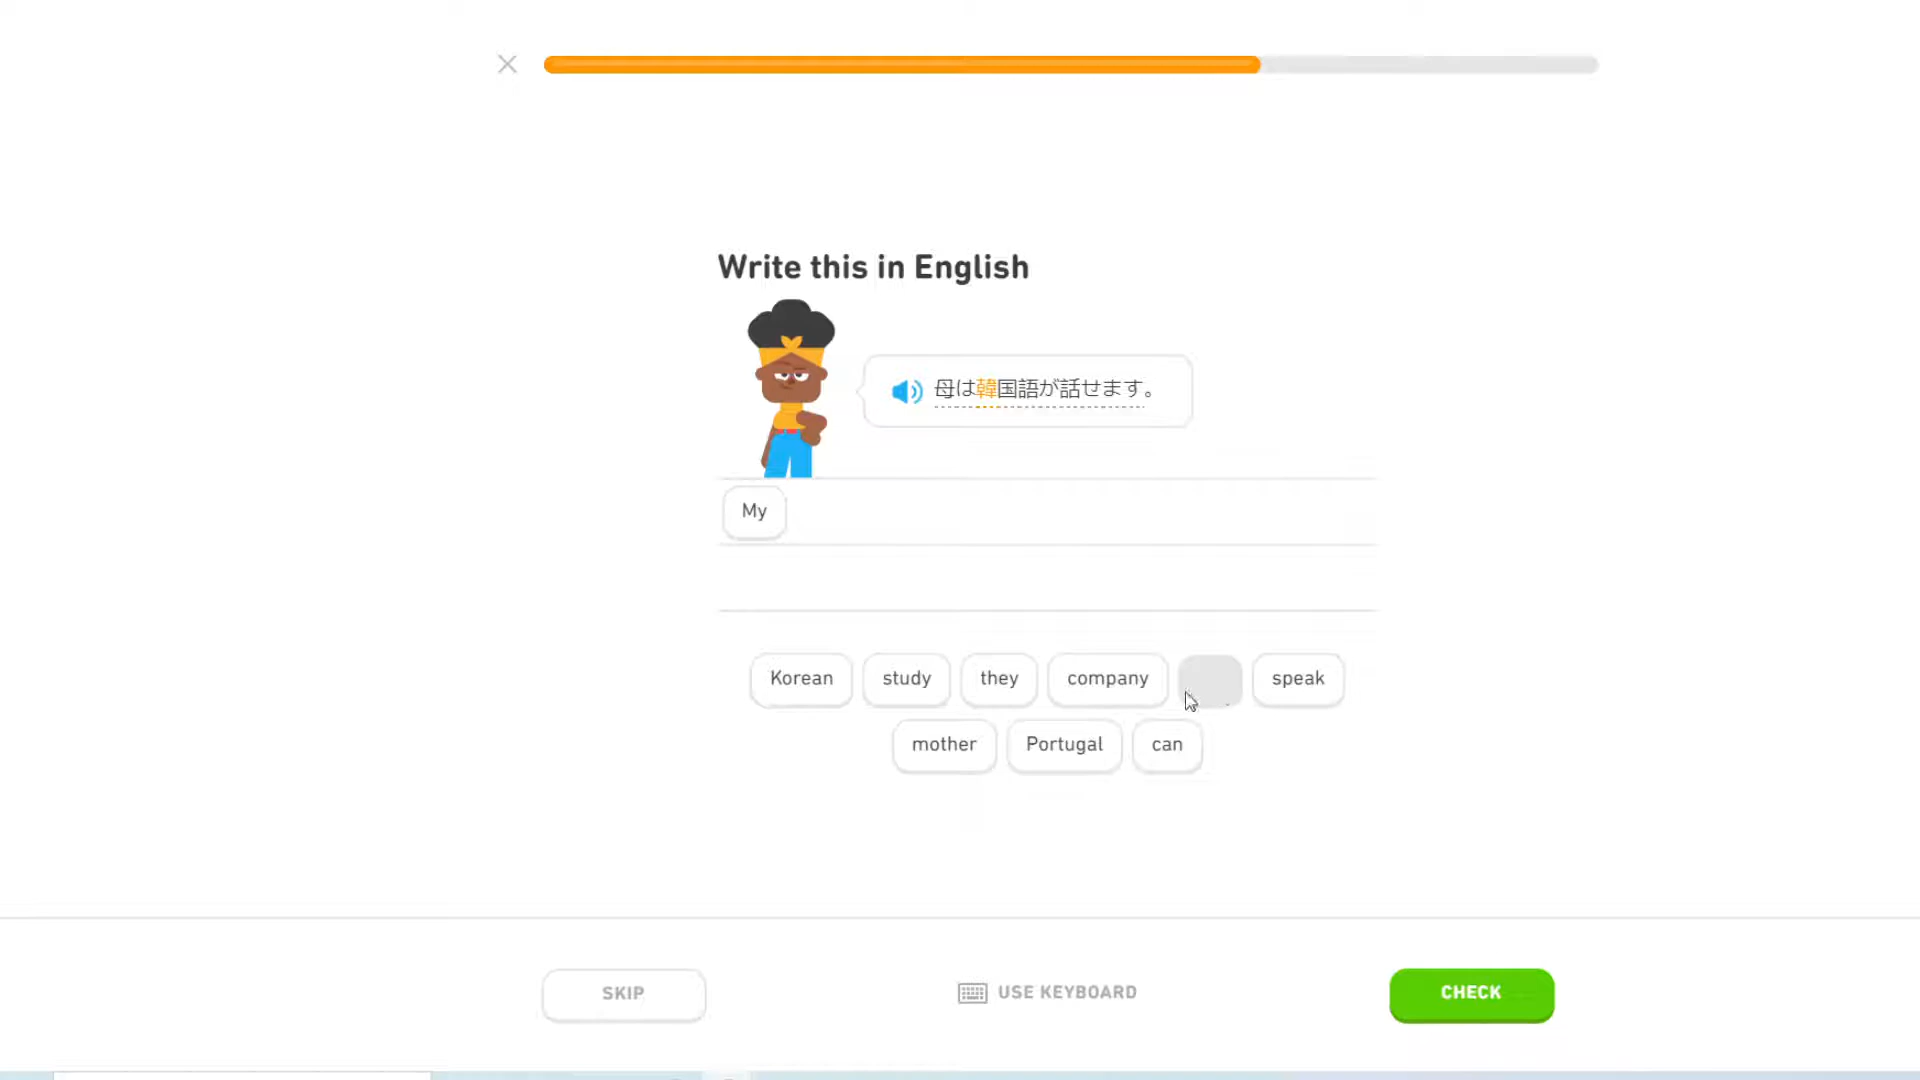 Write this in English
母は韓国語が話せます。
My
Korean study they company speak
mother Portugal can
SKIP USE KEYBOARD CHECK